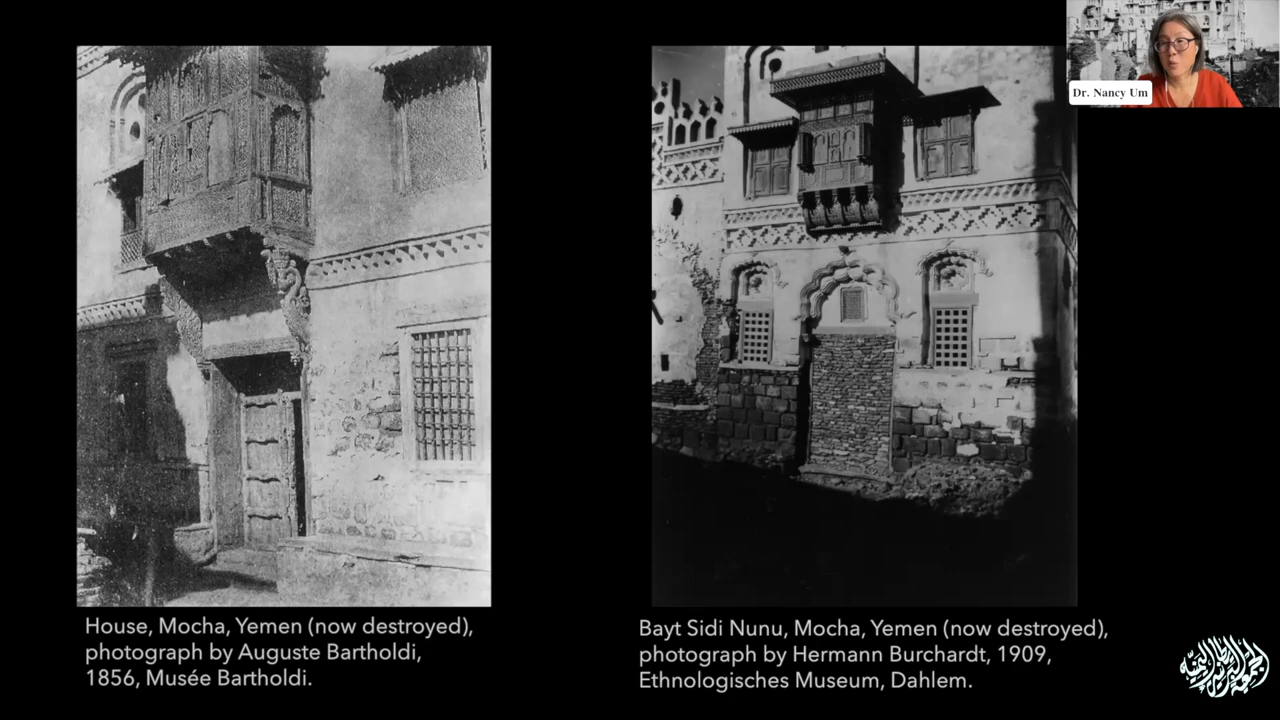 Dr. Nancy Um
House, Mocha, Yemen (now destroyed),
photograph by Auguste Bartholdi,
1856, Musée Bartholdi.
Bayt Sidi Nunu, Mocha, Yemen (now destroyed),
photograph by Hermann Burchardt, 1909,
Ethnologisches Museum, Dahlem.